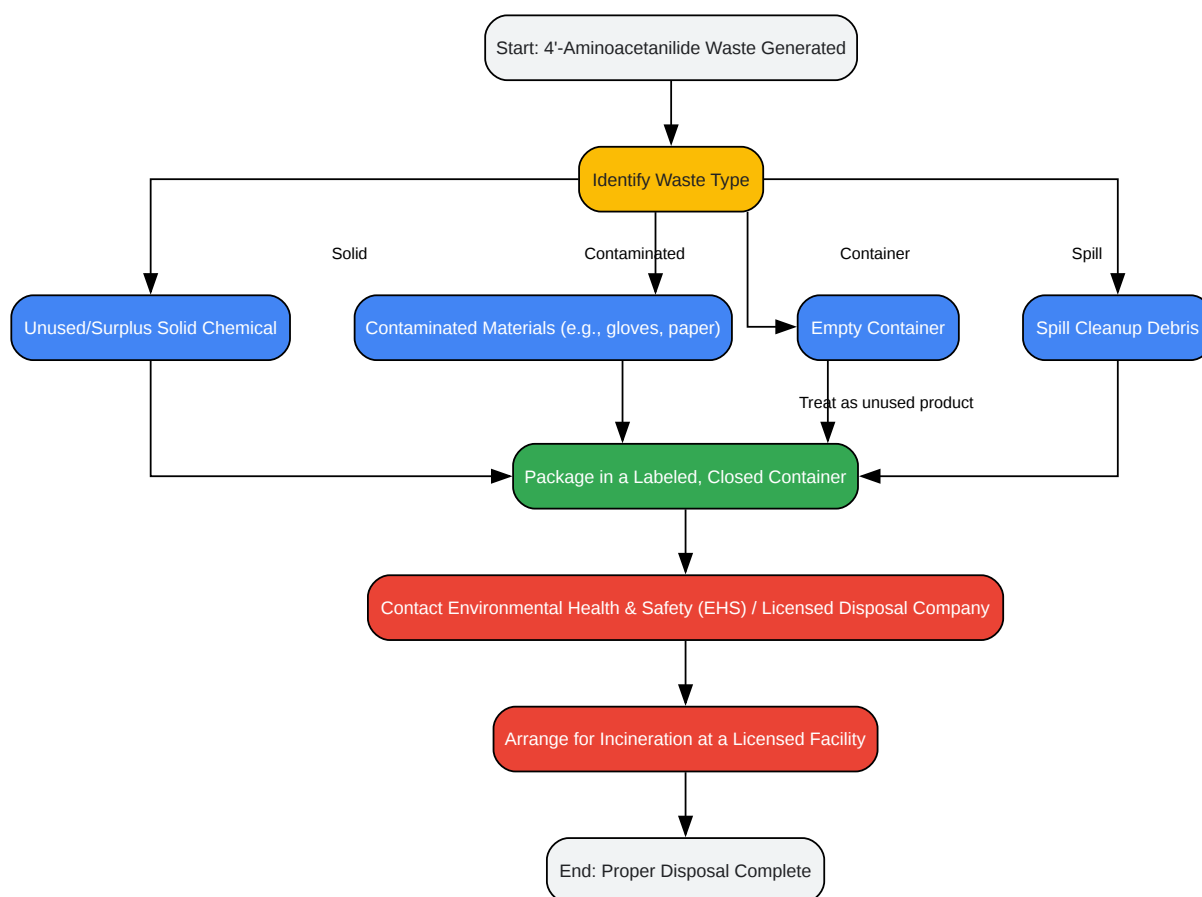 Start: 4'-Aminoacetanilide Waste Generated
Identify Waste Type
Solid
Contaminated
Container
Spill
Unused/Surplus Solid Chemical
Contaminated Materials (e.g., gloves, paper)
Empty Container
Spill Cleanup Debris
Treat as unused product
Package in a Labeled, Closed Container
Contact Environmental Health & Safety (EHS) / Licensed Disposal Company
Arrange for Incineration at a Licensed Facility
End: Proper Disposal Complete